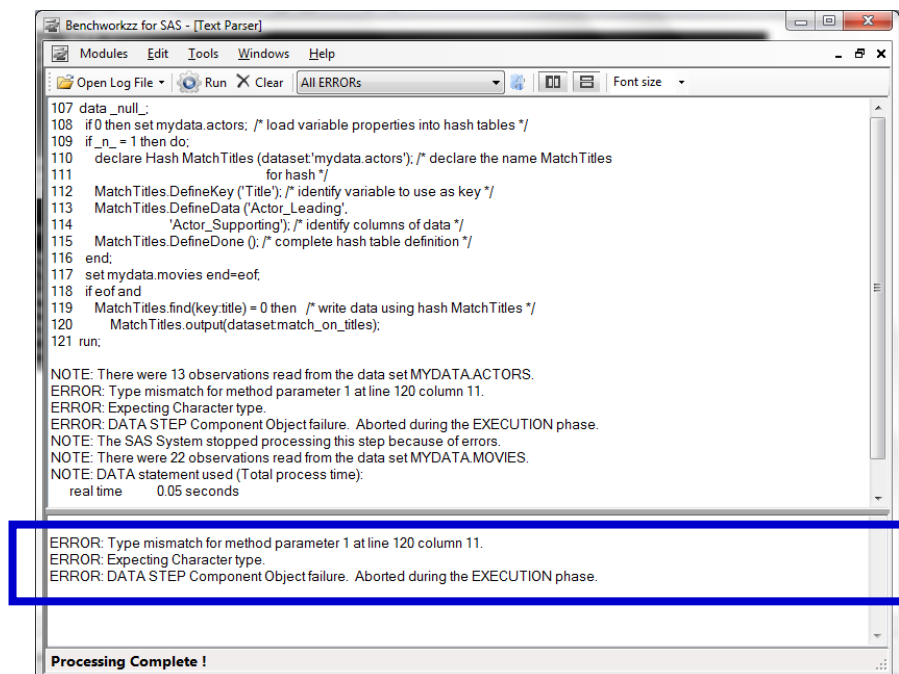 Benchworkzz for SAS - [Text Parser]
Modules Edit Tools Windows Help
Open Log File Run Clear All ERRORs Font size
107 data _null_;
108 if 0 then set mydata.actors; /* load variable properties into hash tables */
109 if _n_ = 1 then do;
110 declare Hash MatchTitles (dataset:'mydata.actors'); /* declare the name MatchTitles
111 for hash */
112 MatchTitles.DefineKey ('Title'); /* identify variable to use as key */
113 MatchTitles.DefineData ('Actor_Leading',
114 'Actor_Supporting'); /* identify columns of data */
115 MatchTitles.DefineDone (); /* complete hash table definition */
116 end;
117 set mydata.movies end=eof;
118 if eof and
119 MatchTitles.find(key:title) = 0 then /* write data using hash MatchTitles */
120 MatchTitles.output(dataset:match_on_titles);
121 run;
NOTE: There were 13 observations read from the data set MYDATA.ACTORS.
ERROR: Type mismatch for method parameter 1 at line 120 column 11.
ERROR: Expecting Character type.
ERROR: DATA STEP Component Object failure. Aborted during the EXECUTION phase.
NOTE: The SAS System stopped processing this step because of errors.
NOTE: There were 22 observations read from the data set MYDATA.MOVIES.
NOTE: DATA statement used (Total process time):
real time 0.05 seconds
ERROR: Type mismatch for method parameter 1 at line 120 column 11.
ERROR: Expecting Character type.
ERROR: DATA STEP Component Object failure. Aborted during the EXECUTION phase.
Processing Complete !